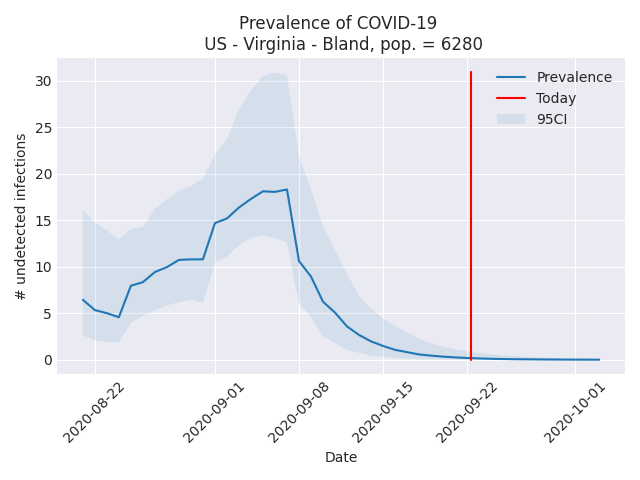 Prevalence of COVID-19
US - Virginia - Bland, pop. = 6280
Prevalence
Today
95CI
# undetected infections
30
25
20
15
10
5
0
2020-08-22
2020-09-01
2020-09-08
2020-09-15
2020-09-22
2020-10-01
Date